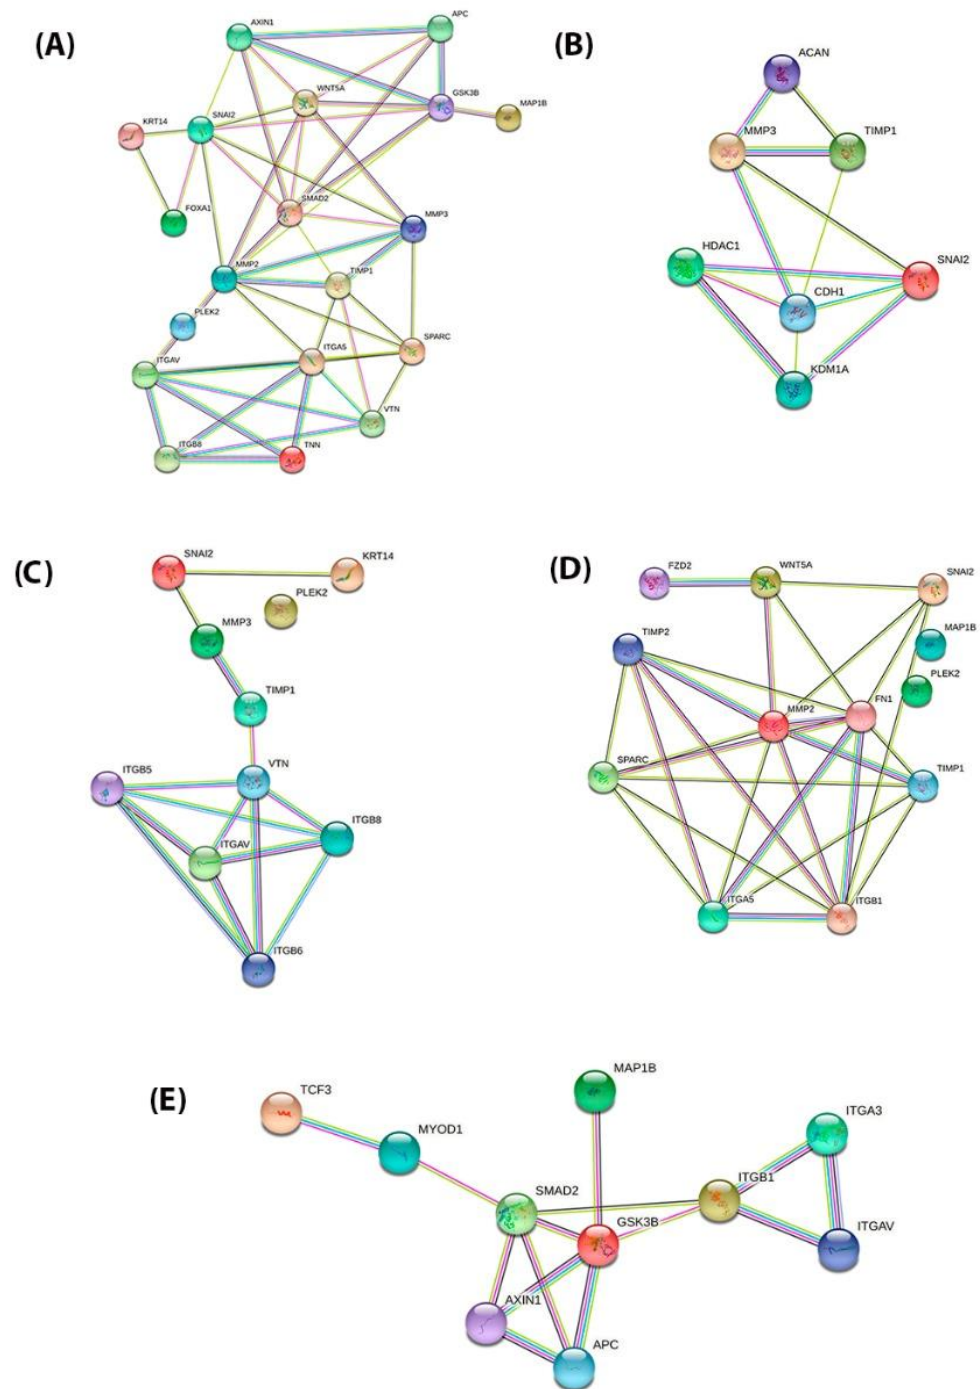 (A)
AXIN1
APC
WNT5A
GSK3B
MAP1B
KRT14
SNAI2
FOXA1
SMAD2
MMP3
MMP2
TIMP1
PLEK2
SPARC
ITGA5
ITGAV
VTN
ITGB8
TNN
(B)
ACAN
MMP3
TIMP1
HDAC1
SNAI2
CDH1
KDM1A
(C)
SNAI2
KRT14
PLEK2
MMP3
TIMP1
VTN
ITGB5
ITGB8
ITGAV
ITGB6
(D)
FZD2
WNT5A
SNAI2
TIMP2
MAP1B
PLEK2
FN1
MMP2
SPARC
TIMP1
ITGA5
ITGB1
(E)
TCF3
MAP1B
MYOD1
ITGA3
SMAD2
ITGB1
GSK3B
ITGAV
AXIN1
APC